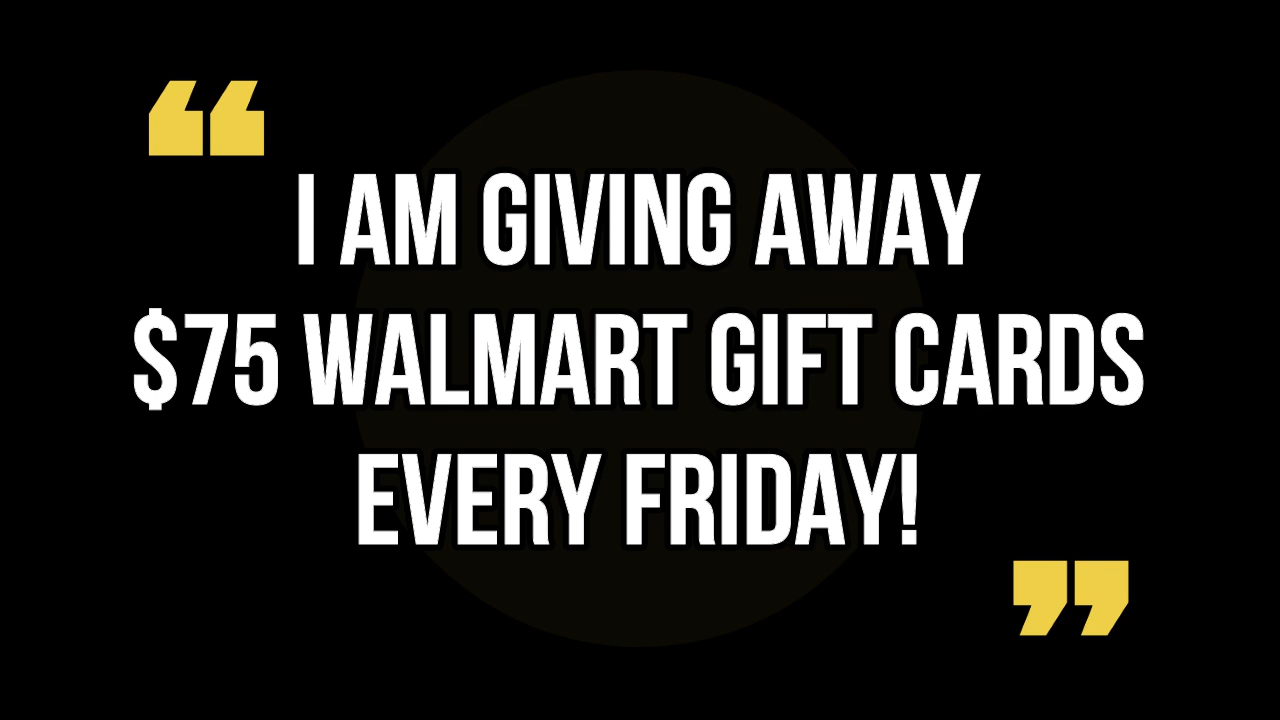 “
I AM GIVING AWAY
$75 WALMART GIFT CARDS
EVERY FRIDAY!
”